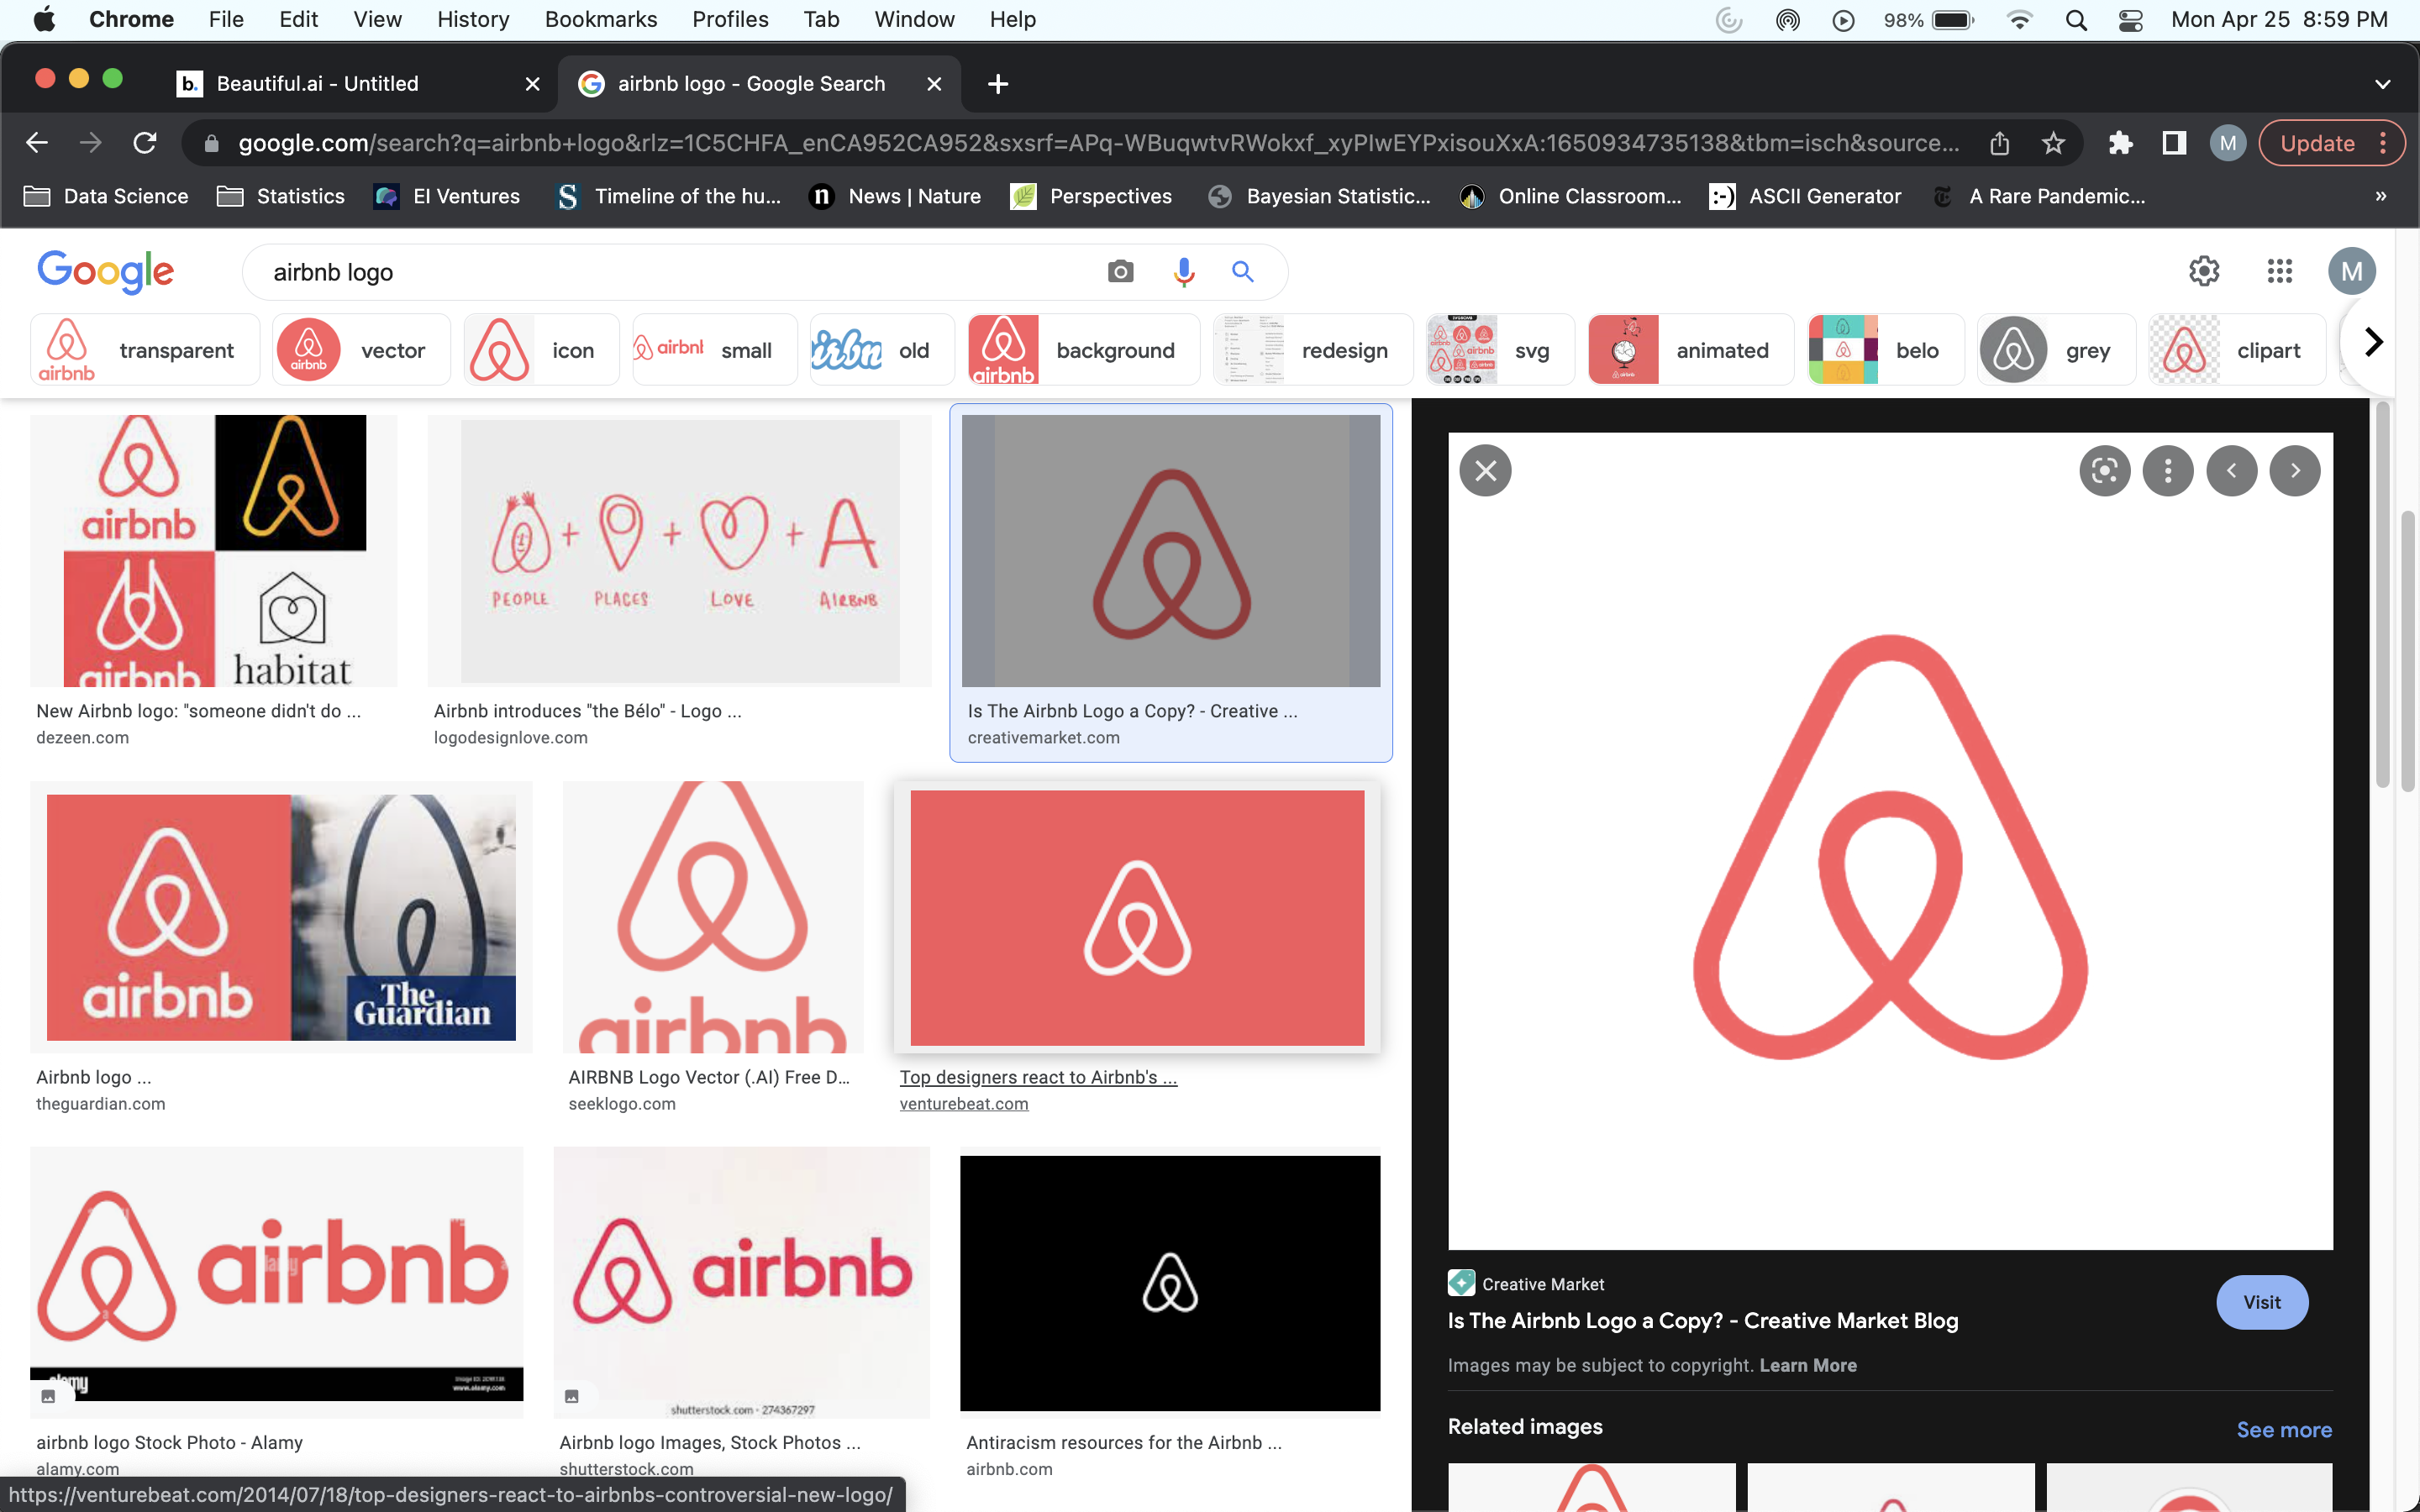 Chrome File Edit View History Bookmarks Profiles Tab Window Help 98% Mon Apr 25 8:59 PM
b. Beautiful.ai - Untitled airbnb logo - Google Search
google.com/search?q=airbnb+logo&rlz=1C5CHFA_enCA952CA952&sxsrf=APq-WBuqwtvRWokxf_xyPIwEYPxisouXxA:1650934735138&tbm=isch&source... M Update
Data Science Statistics EI Ventures S Timeline of the hu... n News | Nature Perspectives Bayesian Statistic... Online Classroom... :-) ASCII Generator T A Rare Pandemic... »
Google airbnb logo M
airbnb transparent airbnb vector icon airbnb small old airbnb background redesign svg animated belo grey clipart
airbnb
airbnb habitat
PEOPLE + PLACES + LOVE + A AIRBNB
New Airbnb logo: "someone didn't do ...
dezeen.com
Airbnb introduces "the Bélo" - Logo ...
logodesignlove.com
Is The Airbnb Logo a Copy? - Creative ...
creativemarket.com
airbnb
The
Guardian
airbnb
Airbnb logo ...
theguardian.com
AIRBNB Logo Vector (.AI) Free D...
seeklogo.com
Top designers react to Airbnb's ...
venturebeat.com
airbnb
alamy
www.alamy.com
airbnb
shutterstock.com · 274367297
airbnb logo Stock Photo - Alamy
alamy.com
Airbnb logo Images, Stock Photos ...
shutterstock.com
Antiracism resources for the Airbnb ...
airbnb.com
Creative Market
Is The Airbnb Logo a Copy? - Creative Market Blog
Visit
Images may be subject to copyright. Learn More
Related images
See more
https://venturebeat.com/2014/07/18/top-designers-react-to-airbnbs-controversial-new-logo/